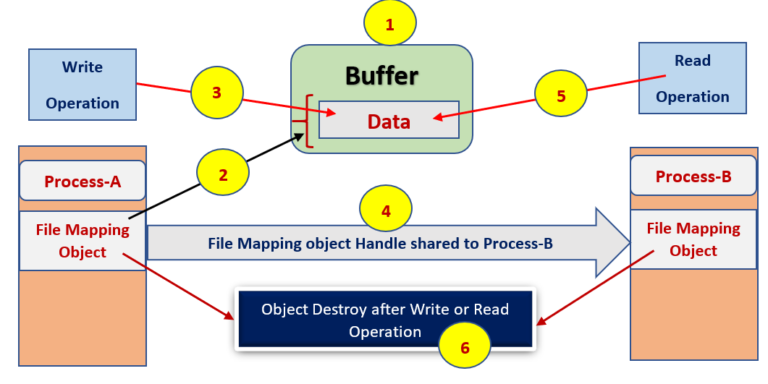 1
Write
Operation
3
Buffer
Data
5
Read
Operation
Process-A
2
Process-B
File Mapping
Object
4
File Mapping object Handle shared to Process-B
File Mapping
Object
Object Destroy after Write or Read
Operation
6